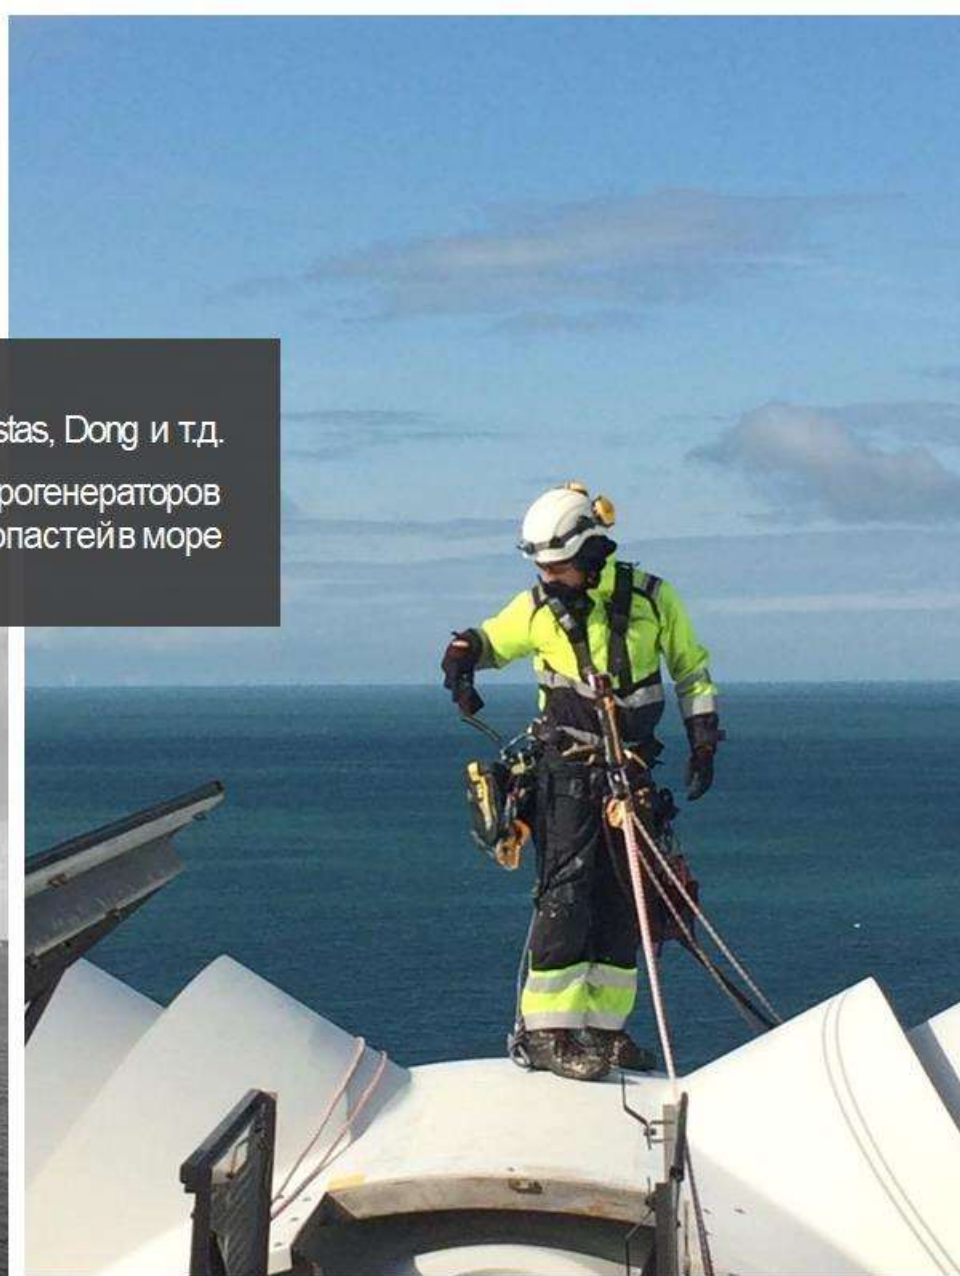 stas, Dong и т.д.
рогенераторов
опастей в море